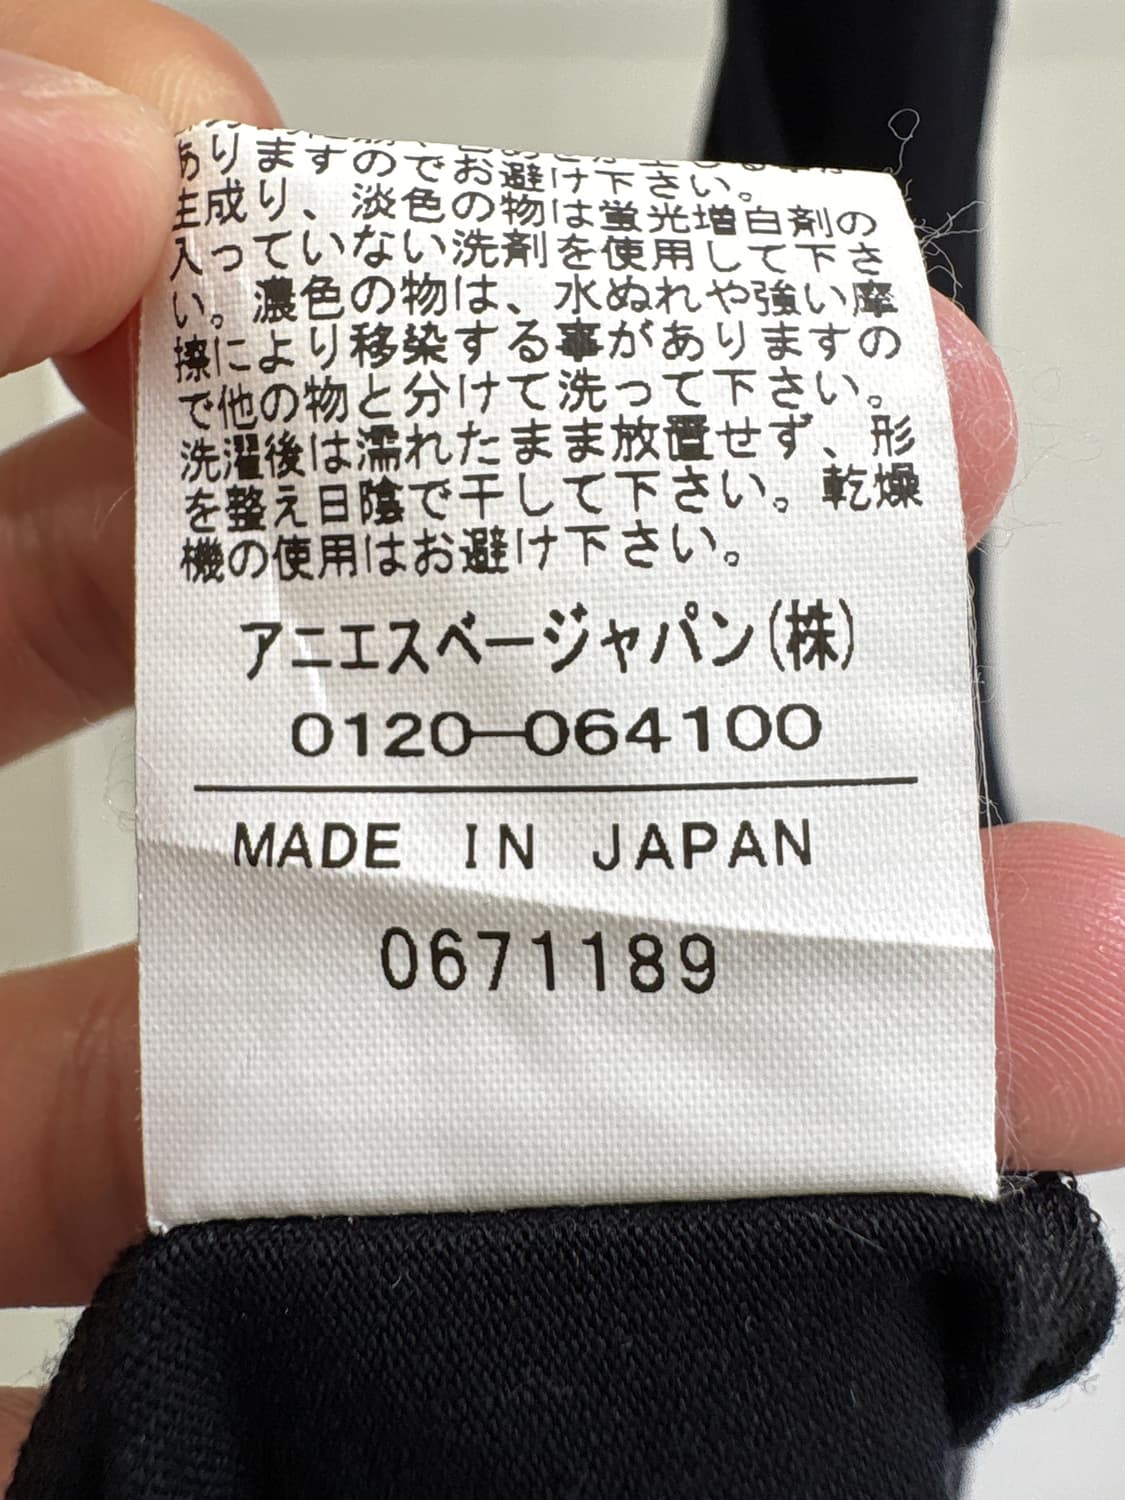 ありますのでお避け下さい。
生成り、淡色の物は蛍光増白剤の
入っていない洗剤を使用して下さ
い。濃色の物は、水ぬれや強い摩
擦により移染する事がありますの
で他の物と分けて洗って下さい。
洗濯後は濡れたまま放置せず、形
を整え日陰で干して下さい。乾燥
機の使用はお避け下さい。
アニエスベージャパン(株)
0120-064100
MADE IN JAPAN
0671189